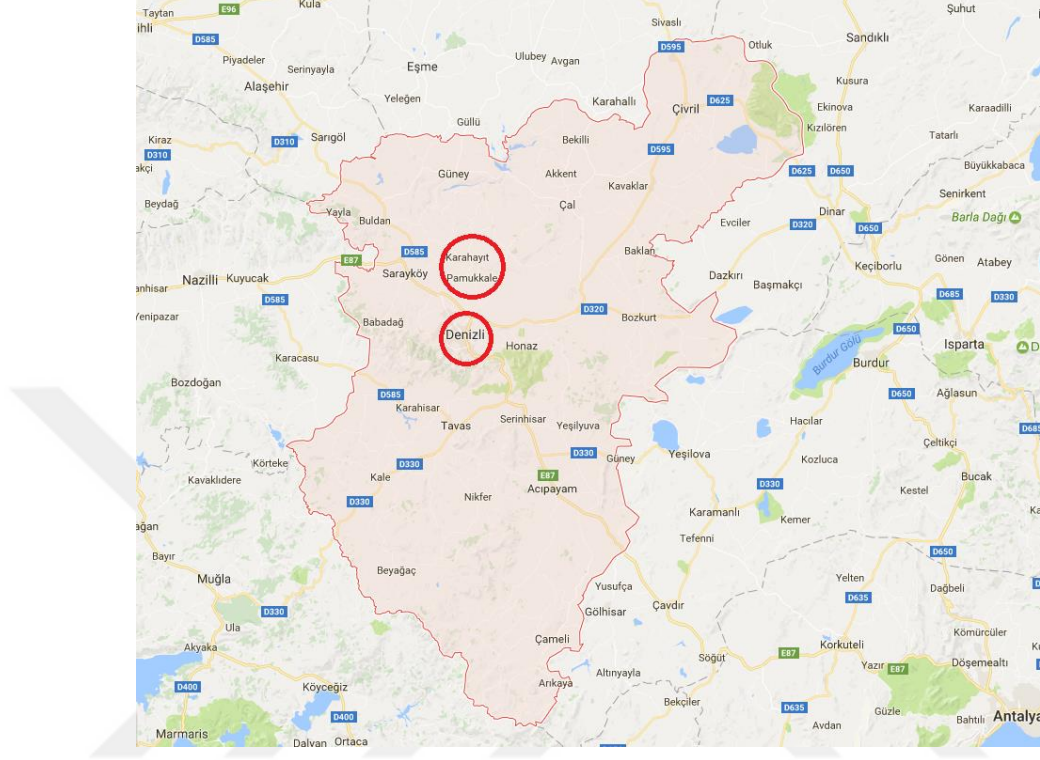 Kula
Şuhut
Taytan
E96
ihli
Sivaslı
D585
D595
Otluk
Sandıklı
Piyadeler
Serinyayla
Eşme
Ulubey
Avgan
Kusura
Alaşehir
Yeleğen
Karahallı
D625
Çivril
Ekinova
Karaadilli
Güllü
Kızılören
Kiraz
D310
Sarıgöl
Bekilli
D595
Tatarlı
D310
Güney
Akkent
Kavaklar
D625
D650
Büyükkabaca
Senirkent
Beydağ
Yayla
Buldan
Çal
Evciler
D320
Dinar
D650
Barla Dağı
D585
Karahayıt
Baklan
E87
Sarayköy
Pamukkale
Dazkırı
Keçiborlu
Gönen
Atabey
Nazilli
Kuyucak
Başmakçı
anhisar
D585
D685
D330
D320
Yenipazar
Babadağ
Denizli
Bozkurt
D650
Honaz
Isparta
Karacasu
Burdur Gölü
Burdur
Bozdoğan
D585
D650
Ağlasun
Karahisar
Tavas
Serinhisar
Yeşilyuva
Hacılar
D685
Çeltikçi
D330
Güney
Yeşilova
Körteke
D330
Kozluca
Kavaklıdere
Kale
E87
Acıpayam
D330
Bucak
Nikfer
Kestel
D330
Karamanlı
Kemer
Tefenni
D650
Bayır
Beyağaç
Muğla
Yusufça
Yelten
Dağbeli
D635
D330
Gölhisar
Çavdır
Ula
Kömürcüler
Akyaka
Çameli
Korkuteli
Söğüt
E87
Yazır
E87
Döşemealtı
D400
Köyceğiz
Arıkaya
Altınyayla
Bekçiler
D635
Güzle
D400
Avdan
Bahtılı
Antalya
Marmaris
Dalyan
Ortaca